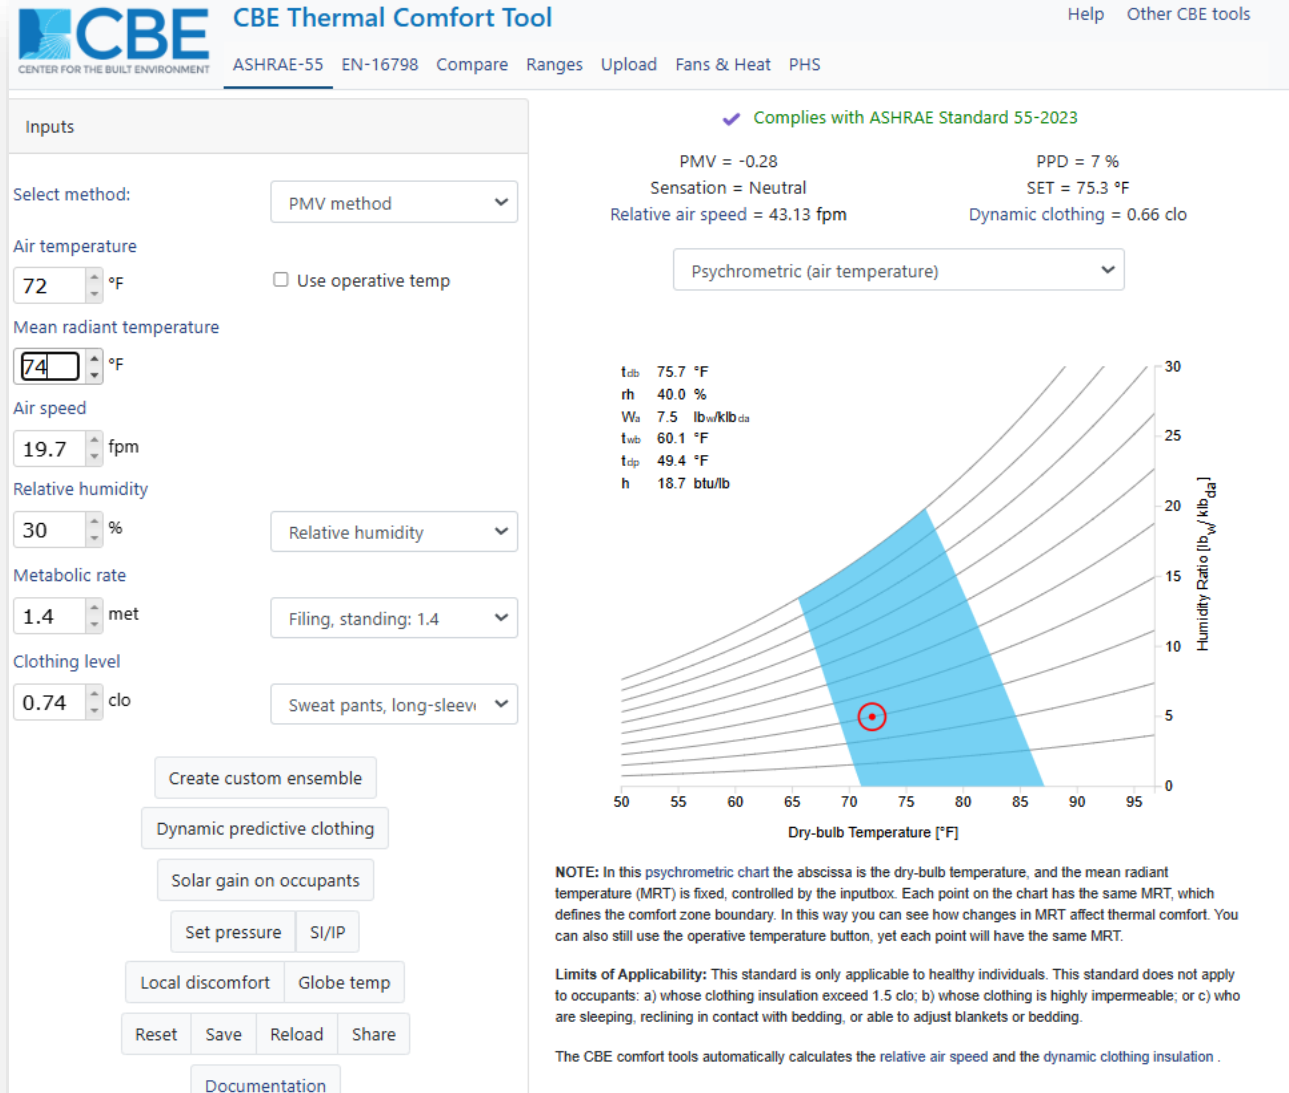 CBE
CENTER FOR THE BUILT ENVIRONMENT
CBE Thermal Comfort Tool
Help Other CBE tools
ASHRAE-55 EN-16798 Compare Ranges Upload Fans & Heat PHS
Inputs
Select method:
PMV method
Air temperature
72 °F
Use operative temp
Mean radiant temperature
74 °F
Air speed
19.7 fpm
Relative humidity
30 %
Relative humidity
Metabolic rate
1.4 met
Filing, standing: 1.4
Clothing level
0.74 clo
Sweat pants, long-sleev
Create custom ensemble
Dynamic predictive clothing
Solar gain on occupants
Set pressure SI/IP
Local discomfort Globe temp
Reset Save Reload Share
Documentation
Complies with ASHRAE Standard 55-2023
PMV = -0.28 PPD = 7 %
Sensation = Neutral SET = 75.3 °F
Relative air speed = 43.13 fpm Dynamic clothing = 0.66 clo
Psychrometric (air temperature)
tdb 75.7 °F
rh 40.0 %
Wa 7.5 lbw/klbda
twb 60.1 °F
tdp 49.4 °F
h 18.7 btu/lb
30
25
20
15
10
5
0
Humidity Ratio [lbw/ klbda]
50 55 60 65 70 75 80 85 90 95
Dry-bulb Temperature [°F]
NOTE: In this psychrometric chart the abscissa is the dry-bulb temperature, and the mean radiant
temperature (MRT) is fixed, controlled by the inputbox. Each point on the chart has the same MRT, which
defines the comfort zone boundary. In this way you can see how changes in MRT affect thermal comfort. You
can also still use the operative temperature button, yet each point will have the same MRT.
Limits of Applicability: This standard is only applicable to healthy individuals. This standard does not apply
to occupants: a) whose clothing insulation exceed 1.5 clo; b) whose clothing is highly impermeable; or c) who
are sleeping, reclining in contact with bedding, or able to adjust blankets or bedding.
The CBE comfort tools automatically calculates the relative air speed and the dynamic clothing insulation .